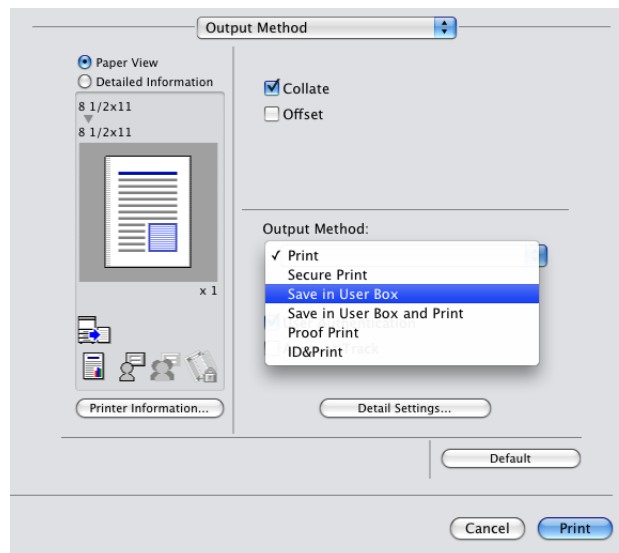 Output Method
Paper View
Detailed Information
8 1/2x11
8 1/2x11
x 1
Printer Information...
Collate
Offset
Output Method:
✓ Print
Secure Print
Save in User Box
Save in User Box and Print
Proof Print
ID&Print
Detail Settings...
Default
Cancel
Print